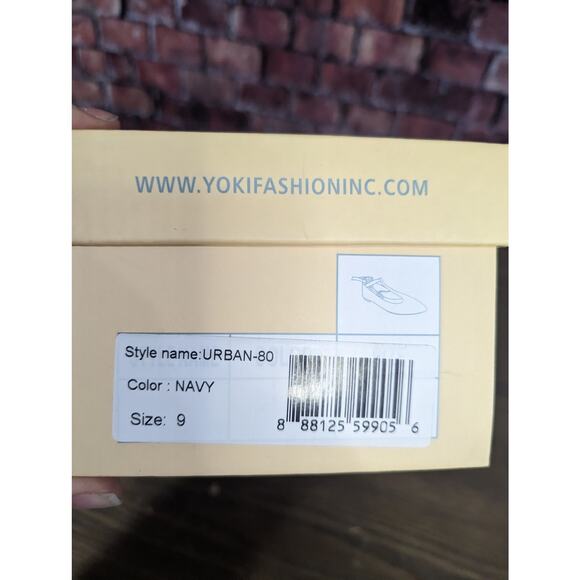 WWW.YOKIFASHIONINC.COM
Style name:URBAN-80
Color : NAVY
Size: 9
8 88125 59905 6